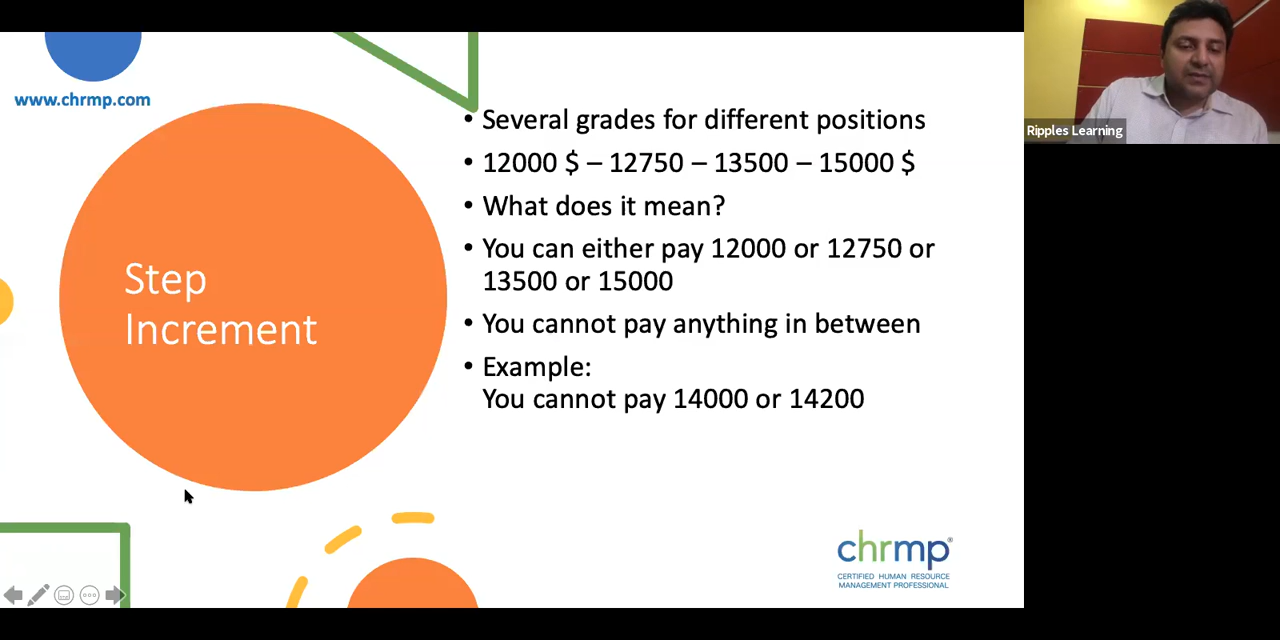 www.chrmp.com
Step
Increment
• Several grades for different positions
• 12000 $ – 12750 – 13500 – 15000 $
• What does it mean?
• You can either pay 12000 or 12750 or
13500 or 15000
• You cannot pay anything in between
• Example:
You cannot pay 14000 or 14200
chrmp®
CERTIFIED HUMAN RESOURCE
MANAGEMENT PROFESSIONAL
Ripples Learning